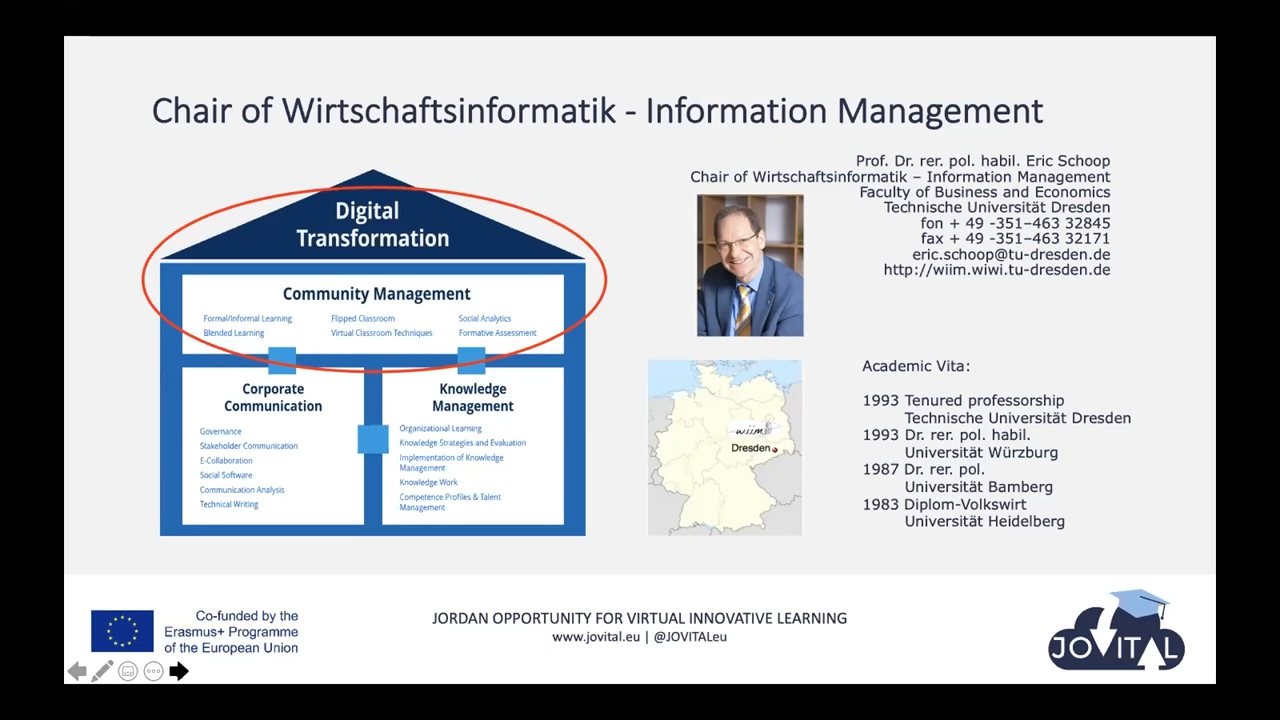 Chair of Wirtschaftsinformatik - Information Management
Digital
Transformation
Community Management
Formal/Informal Learning
Blended Learning
Flipped Classroom
Virtual Classroom Techniques
Social Analytics
Formative Assessment
Corporate
Communication
Governance
Stakeholder Communication
E-Collaboration
Social Software
Communication Analysis
Technical Writing
Knowledge
Management
Organizational Learning
Knowledge Strategies and Evaluation
Implementation of Knowledge
Management
Knowledge Work
Competence Profiles & Talent
Management
Prof. Dr. rer. pol. habil. Eric Schoop
Chair of Wirtschaftsinformatik – Information Management
Faculty of Business and Economics
Technische Universität Dresden
fon + 49 -351–463 32845
fax + 49 -351–463 32171
eric.schoop@tu-dresden.de
http://wiim.wiwi.tu-dresden.de
w.i.i.m.
Dresden
Academic Vita:
1993 Tenured professorship
Technische Universität Dresden
1993 Dr. rer. pol. habil.
Universität Würzburg
1987 Dr. rer. pol.
Universität Bamberg
1983 Diplom-Volkswirt
Universität Heidelberg
Co-funded by the
Erasmus+ Programme
of the European Union
JORDAN OPPORTUNITY FOR VIRTUAL INNOVATIVE LEARNING
www.jovital.eu | @JOVITALeu
JOVITAL